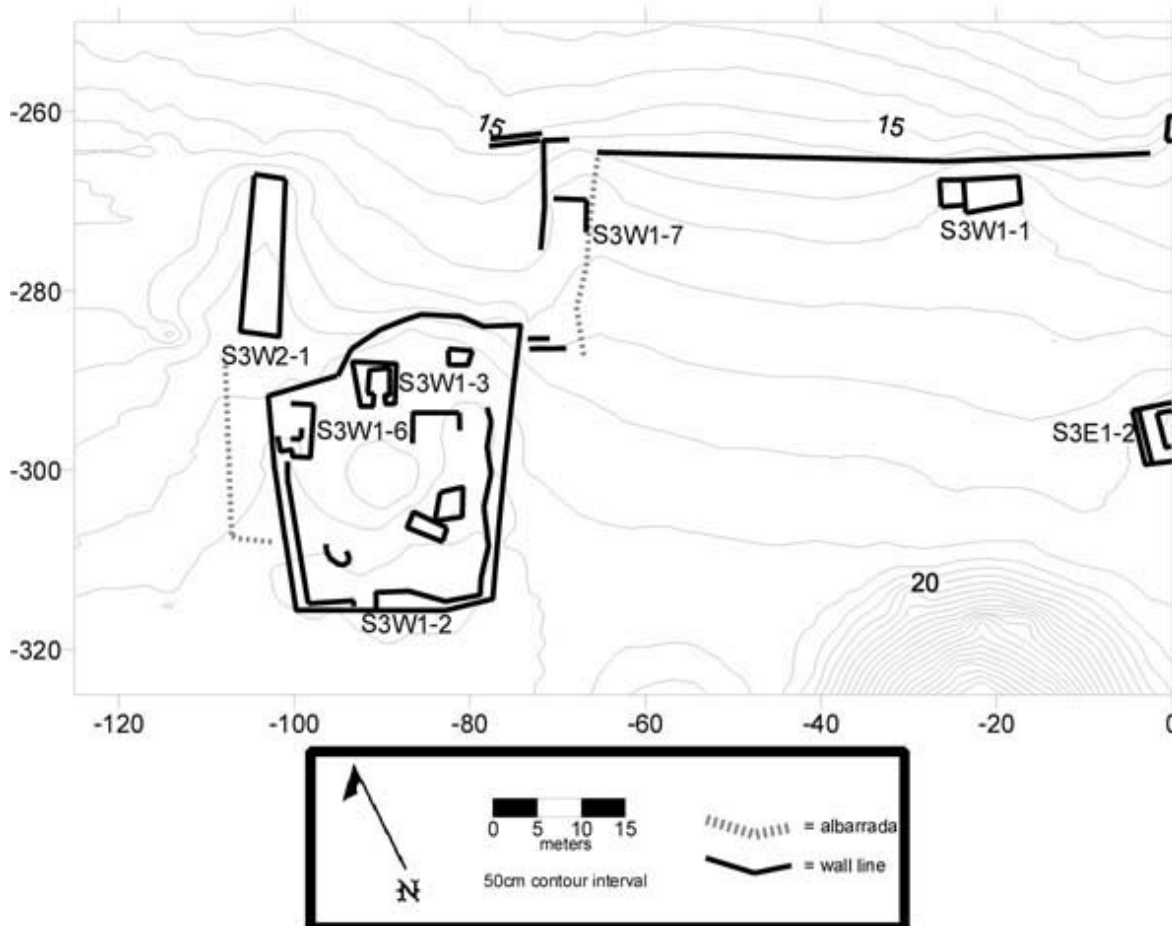 -260
15
15
S3W1-7
S3W1-1
-280
S3W2-1
S3W1-3
S3W1-6
S3E1-2
-300
20
S3W1-2
-320
-120 -100 -80 -60 -40 -20 0
0 5 10 15
meters
50cm contour interval
= albarrada
= wall line
N